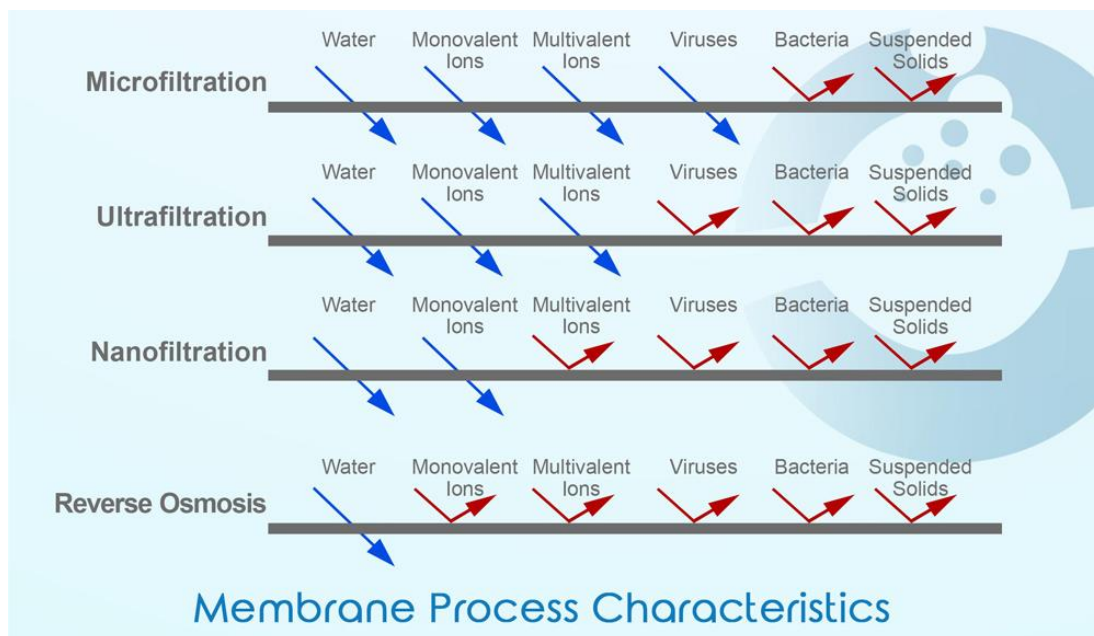 Water Monovalent Ions Multivalent Ions Viruses Bacteria Suspended Solids
Microfiltration
Water Monovalent Ions Multivalent Ions Viruses Bacteria Suspended Solids
Ultrafiltration
Water Monovalent Ions Multivalent Ions Viruses Bacteria Suspended Solids
Nanofiltration
Water Monovalent Ions Multivalent Ions Viruses Bacteria Suspended Solids
Reverse Osmosis
Membrane Process Characteristics